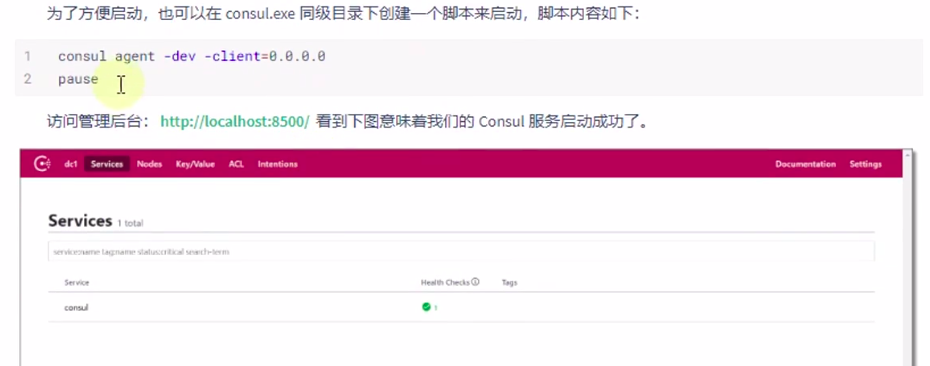 为了方便启动，也可以在 consul.exe 同级目录下创建一个脚本来启动，脚本内容如下：
1 consul agent -dev -client=0.0.0.0
2 pause
访问管理后台： http://localhost:8500/ 看到下图意味着我们的 Consul 服务启动成功了。
dc1 Services Nodes Key/Value ACL Intentions Documentation Settings
Services 1 total
service:name tag:name status:critical search-term
Service Health Checks Tags
consul 1